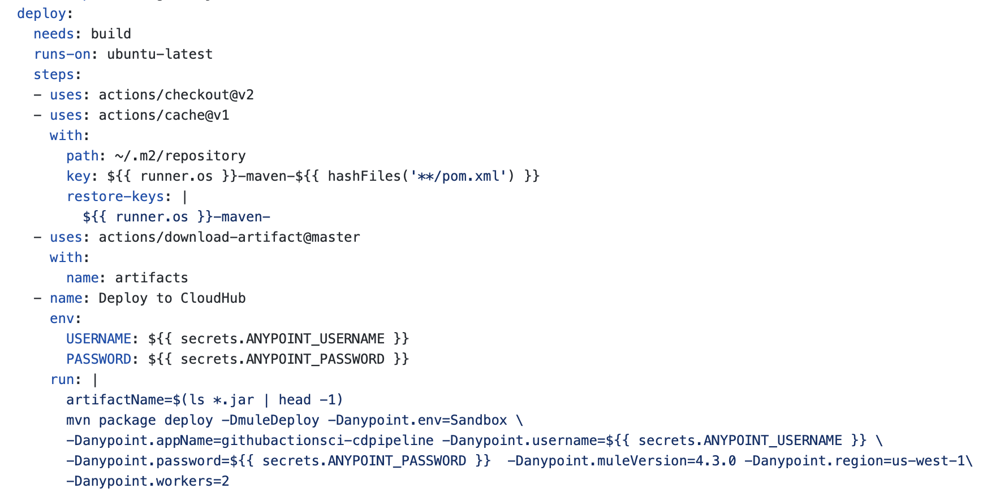 deploy:
  needs: build
  runs-on: ubuntu-latest
  steps:
  - uses: actions/checkout@v2
  - uses: actions/cache@v1
    with:
      path: ~/.m2/repository
      key: ${{ runner.os }}-maven-${{ hashFiles('**/pom.xml') }}
      restore-keys: |
        ${{ runner.os }}-maven-
  - uses: actions/download-artifact@master
    with:
      name: artifacts
  - name: Deploy to CloudHub
    env:
      USERNAME: ${{ secrets.ANYPOINT_USERNAME }}
      PASSWORD: ${{ secrets.ANYPOINT_PASSWORD }}
    run: |
      artifactName=$(ls *.jar | head -1)
      mvn package deploy -DmuleDeploy -Danypoint.env=Sandbox \
      -Danypoint.appName=githubactionsci-cdpipeline -Danypoint.username=${{ secrets.ANYPOINT_USERNAME }} \
      -Danypoint.password=${{ secrets.ANYPOINT_PASSWORD }}  -Danypoint.muleVersion=4.3.0 -Danypoint.region=us-west-1\
      -Danypoint.workers=2